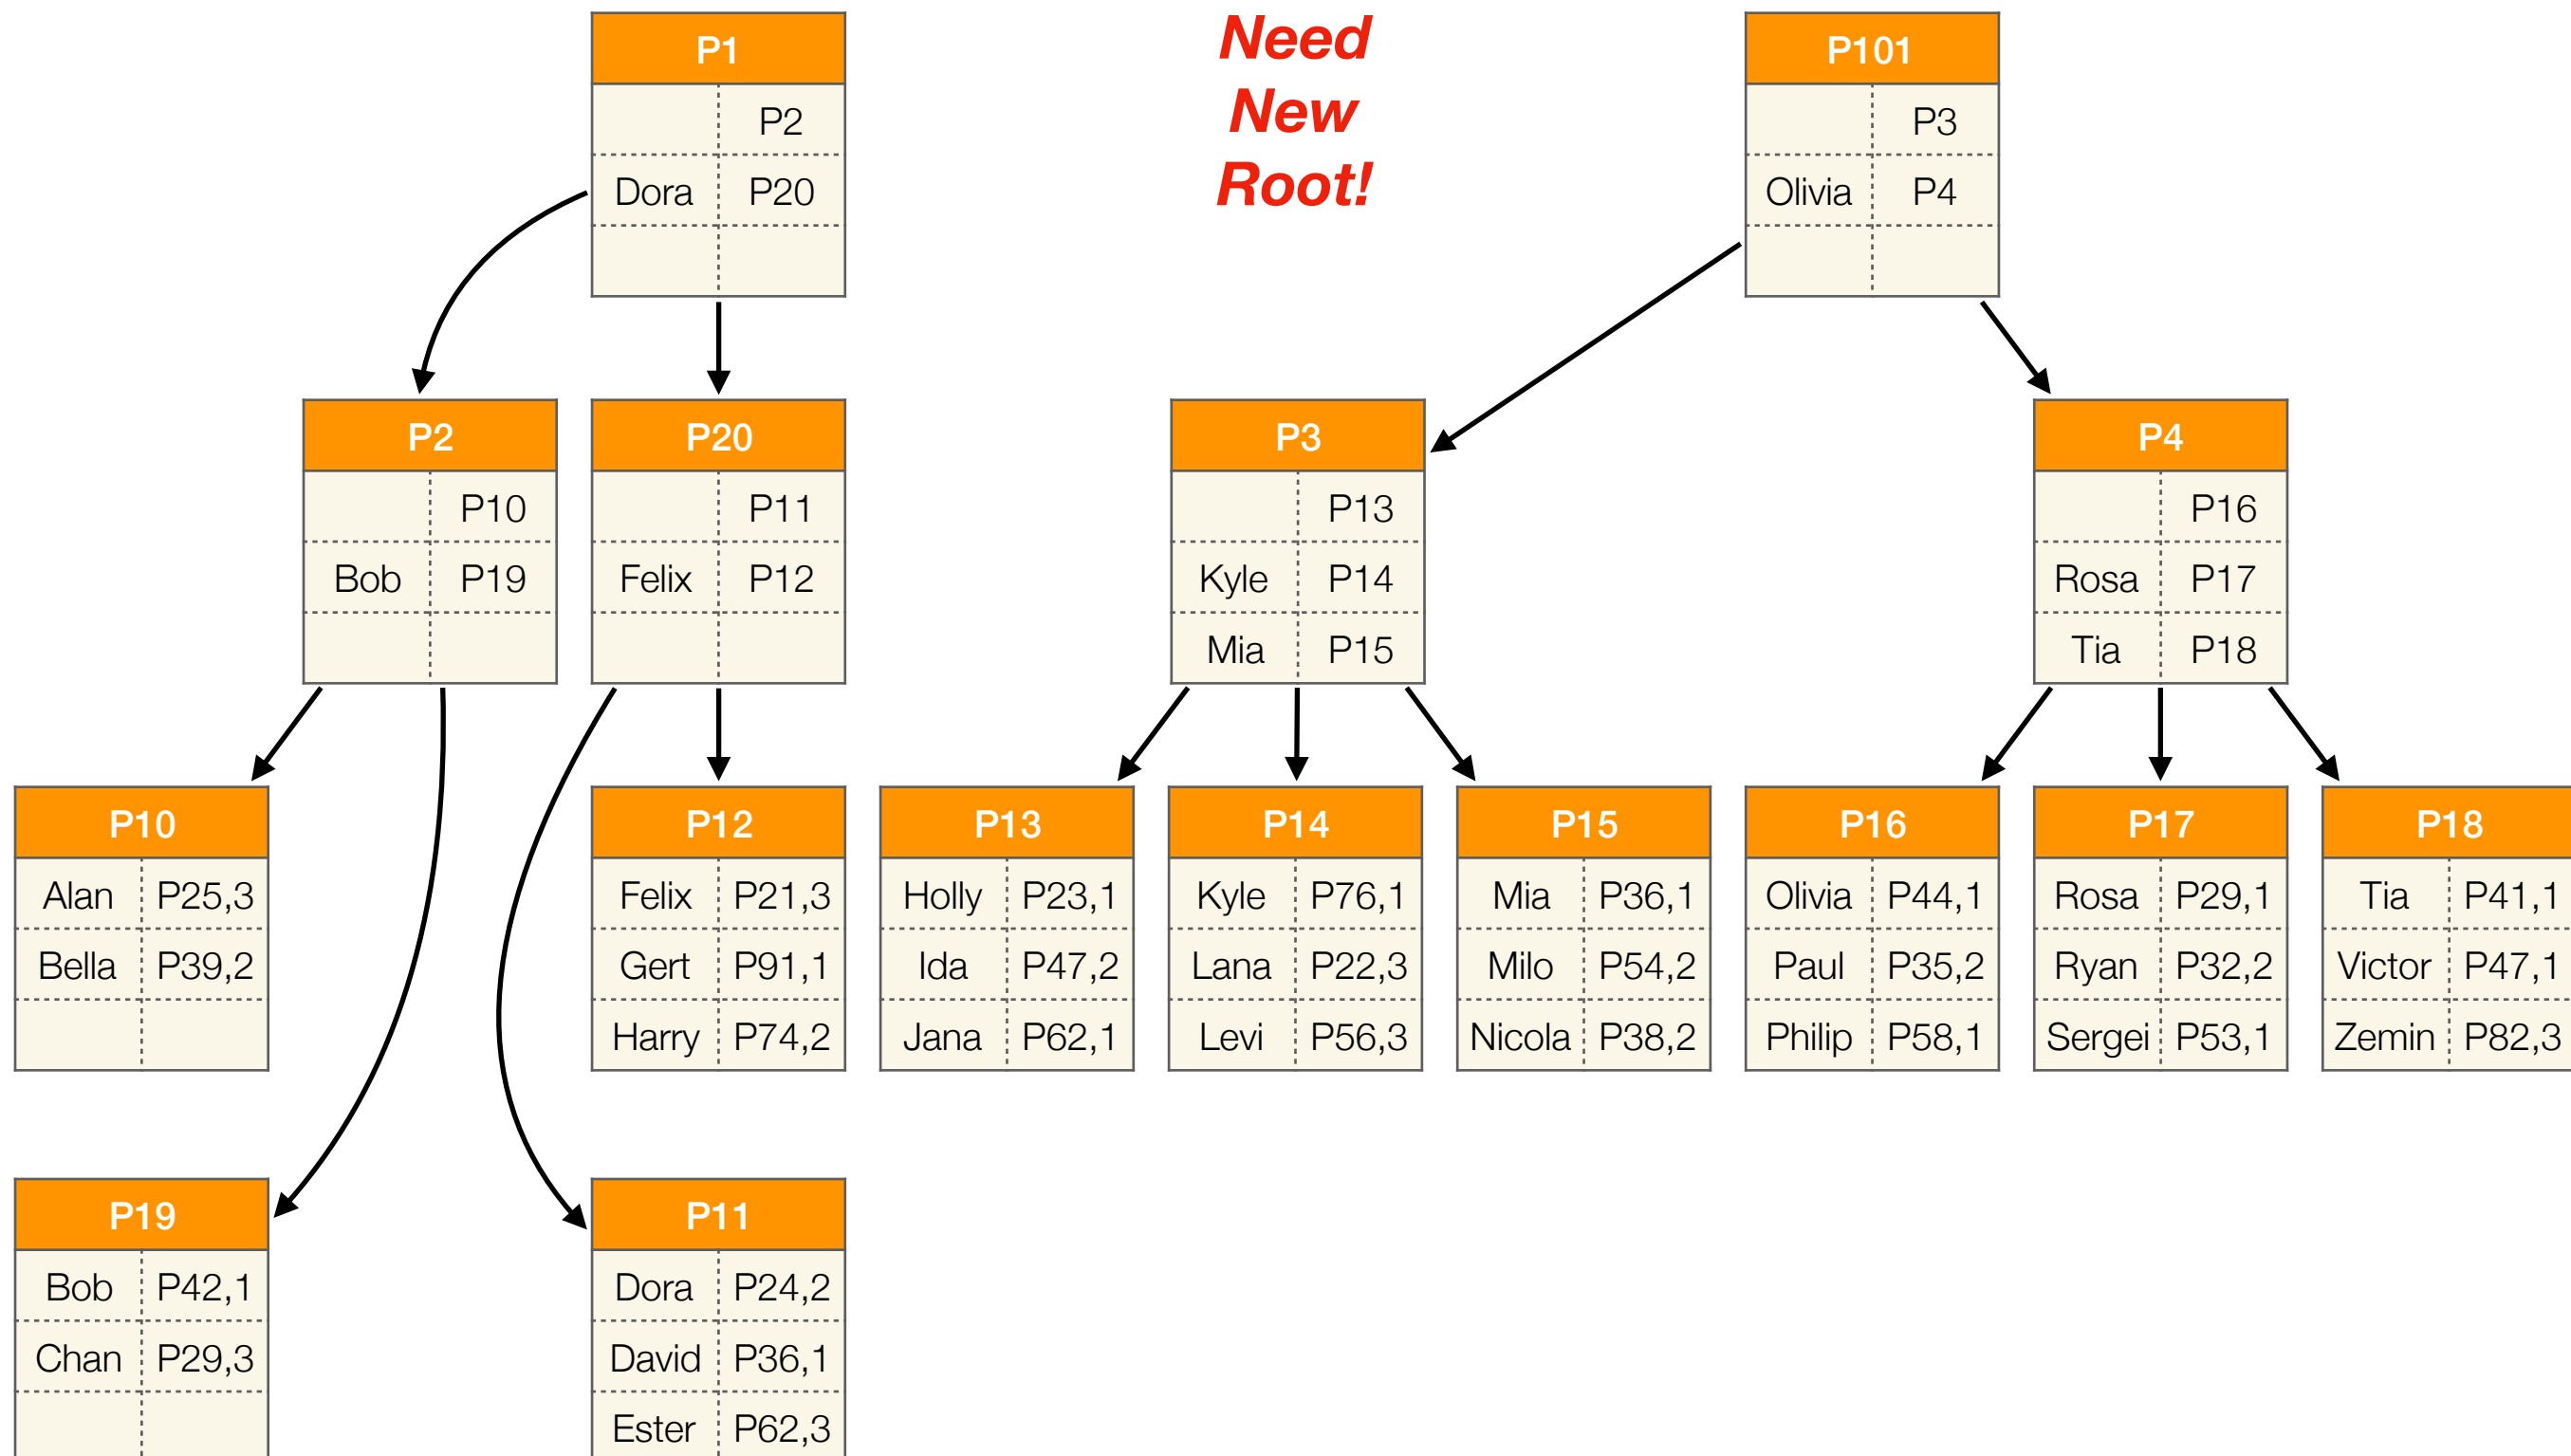 P1
P2
Dora P20
Need
New
Root!
P101
P3
Olivia P4
P2
P10
Bob P19
P20
P11
Felix P12
P3
P13
Kyle P14
Mia P15
P4
P16
Rosa P17
Tia P18
P10
Alan P25,3
Bella P39,2
P12
Felix P21,3
Gert P91,1
Harry P74,2
P13
Holly P23,1
Ida P47,2
Jana P62,1
P14
Kyle P76,1
Lana P22,3
Levi P56,3
P15
Mia P36,1
Milo P54,2
Nicola P38,2
P16
Olivia P44,1
Paul P35,2
Philip P58,1
P17
Rosa P29,1
Ryan P32,2
Sergei P53,1
P18
Tia P41,1
Victor P47,1
Zemin P82,3
P19
Bob P42,1
Chan P29,3
P11
Dora P24,2
David P36,1
Ester P62,3